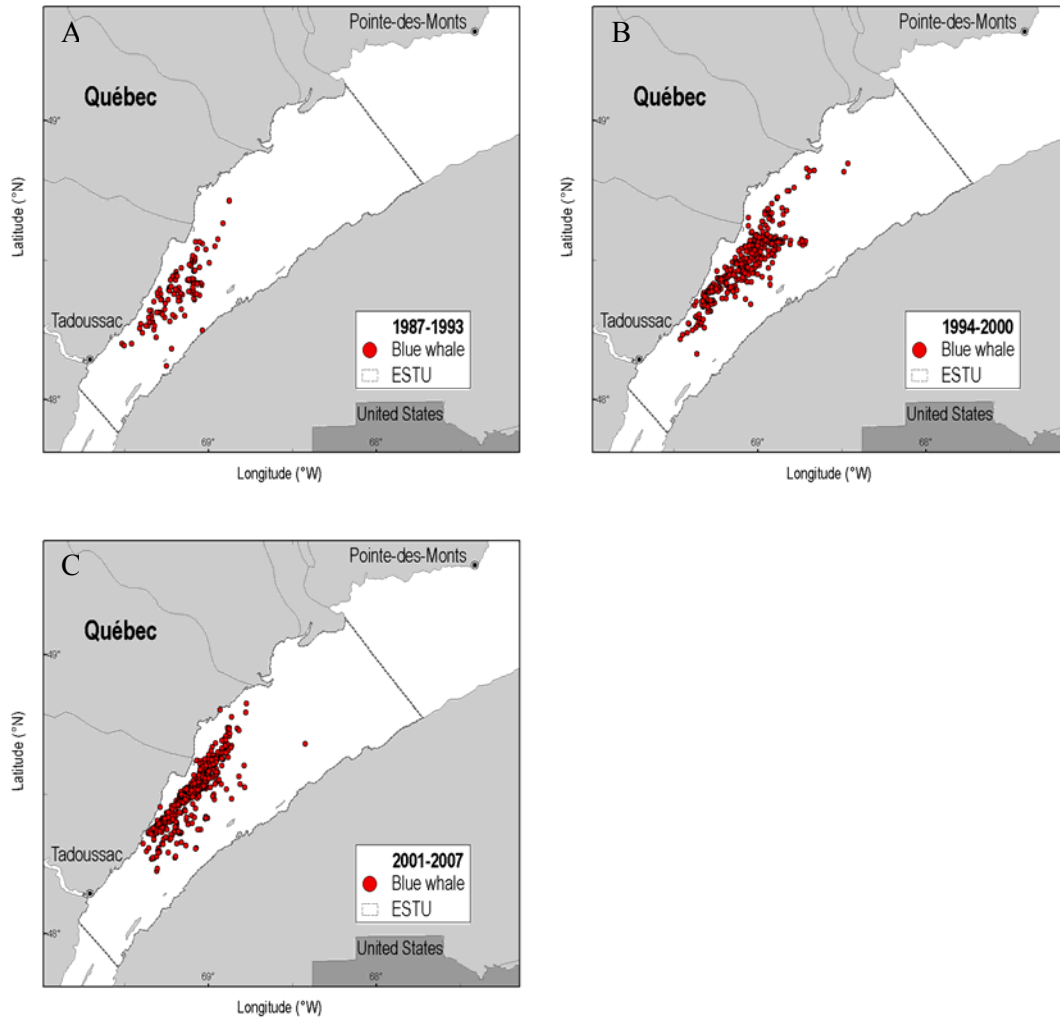 A
Pointe-des-Monts
Québec
49°
Latitude (°N)
Tadoussac
1987-1993
Blue whale
ESTU
48°
United States
69°
68°
Longitude (°W)
B
Pointe-des-Monts
Québec
49°
Latitude (°N)
Tadoussac
1994-2000
Blue whale
ESTU
48°
United States
69°
68°
Longitude (°W)
C
Pointe-des-Monts
Québec
49°
Latitude (°N)
Tadoussac
2001-2007
Blue whale
ESTU
48°
United States
69°
68°
Longitude (°W)